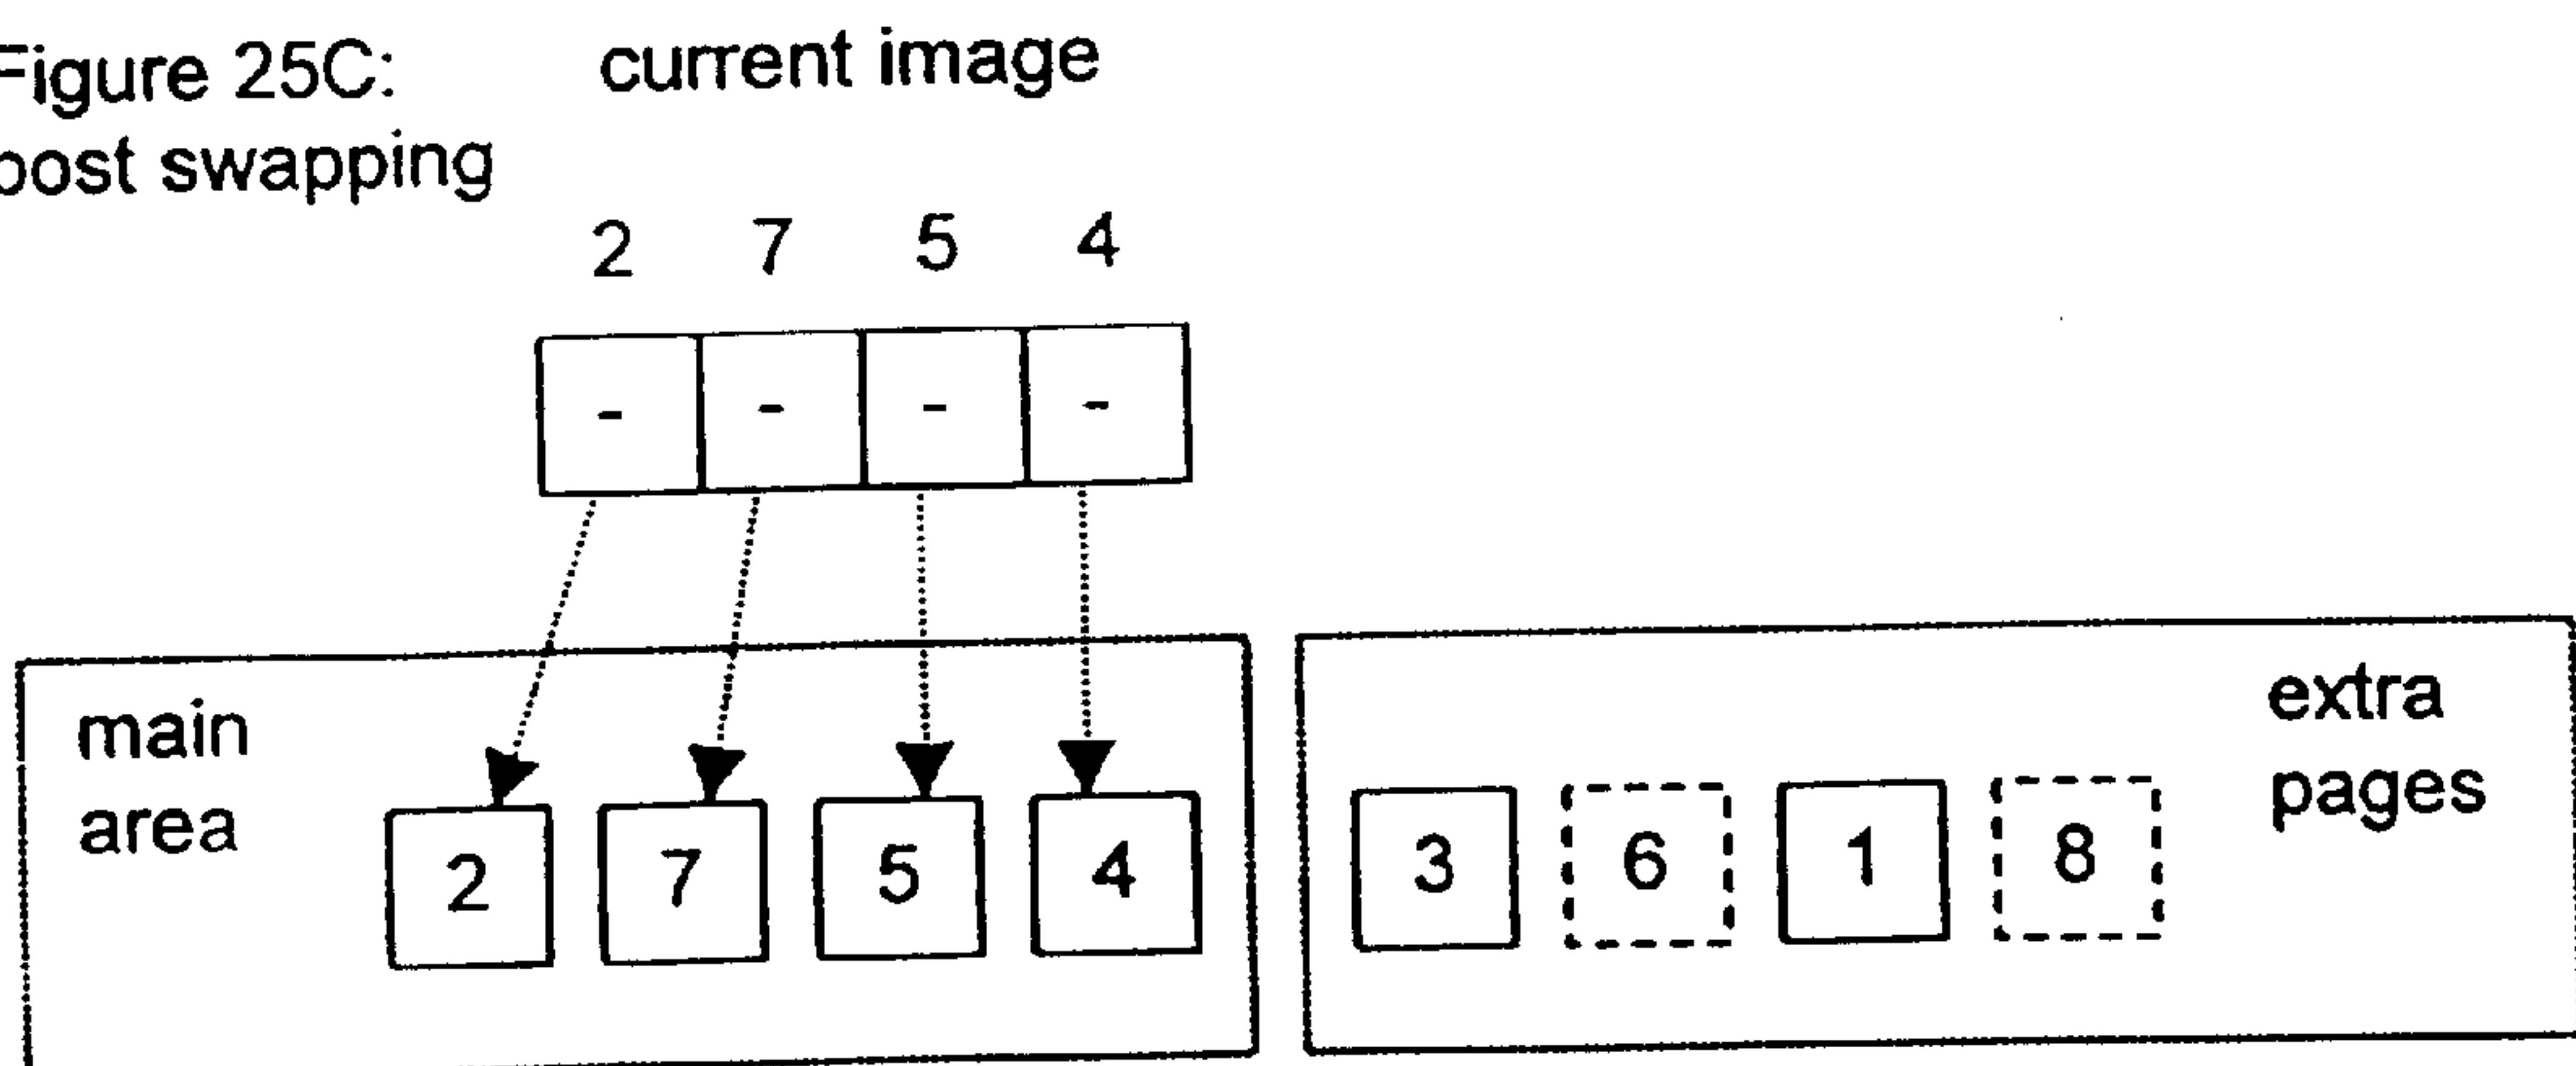 Figure 25C:
post swapping
current image
2 7 5 4
- - - -
main
area
2 7 5 4
3 6 1 8
extra
pages